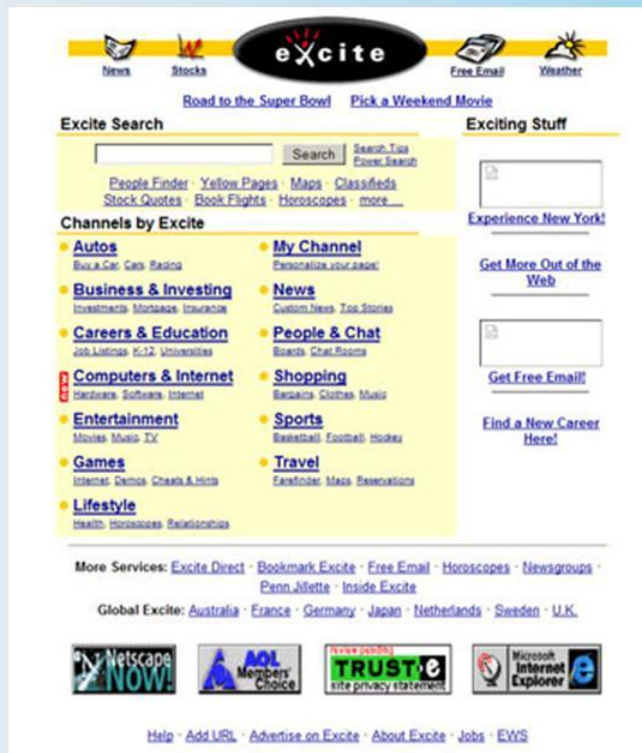 excite
News Stocks Free Email Weather
Road to the Super Bowl Pick a Weekend Movie
Excite Search
Search Search Tips
Power Search
People Finder · Yellow Pages · Maps · Classifieds
Stock Quotes · Book Flights · Horoscopes · more ...
Channels by Excite
Autos
Buy a Car, Cars, Racing
Business & Investing
Investments, Mortgage, Insurance
Careers & Education
Job Listings, K-12, Universities
new
Computers & Internet
Hardware, Software, Internet
Entertainment
Movies, Music, TV
Games
Internet, Demos, Cheats & Hints
Lifestyle
Health, Horoscopes, Relationships
My Channel
Personalize your page!
News
Custom News, Top Stories
People & Chat
Boards, Chat Rooms
Shopping
Bargains, Clothes, Music
Sports
Basketball, Football, Hockey
Travel
Farefinder, Maps, Reservations
Exciting Stuff
Experience New York!
Get More Out of the
Web
Get Free Email!
Find a New Career
Here!
More Services: Excite Direct · Bookmark Excite · Free Email · Horoscopes · Newsgroups ·
Penn Jillette · Inside Excite
Global Excite: Australia · France · Germany · Japan · Netherlands · Sweden · U.K.
Netscape
NOW!
AOL
Members'
Choice
review pending
TRUST·e
site privacy statement
Microsoft
Internet
Explorer
Help · Add URL · Advertise on Excite · About Excite · Jobs · EWS